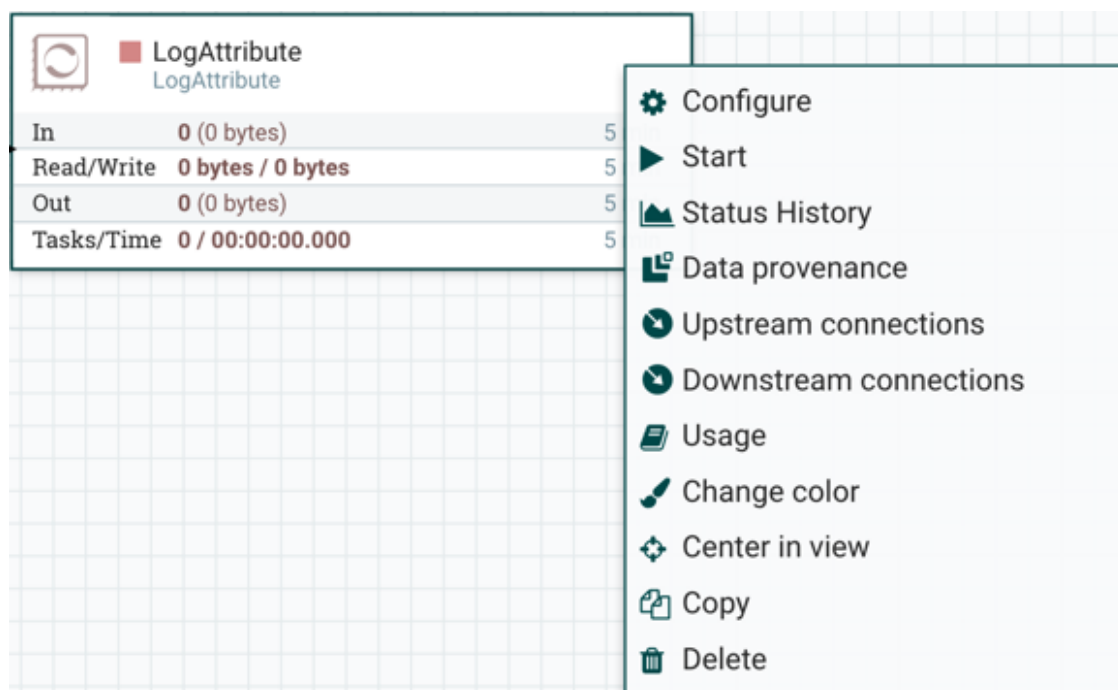 LogAttribute
LogAttribute
In 0 (0 bytes) 5
Read/Write 0 bytes / 0 bytes 5
Out 0 (0 bytes) 5
Tasks/Time 0 / 00:00:00.000 5
Configure
Start
Status History
Data provenance
Upstream connections
Downstream connections
Usage
Change color
Center in view
Copy
Delete